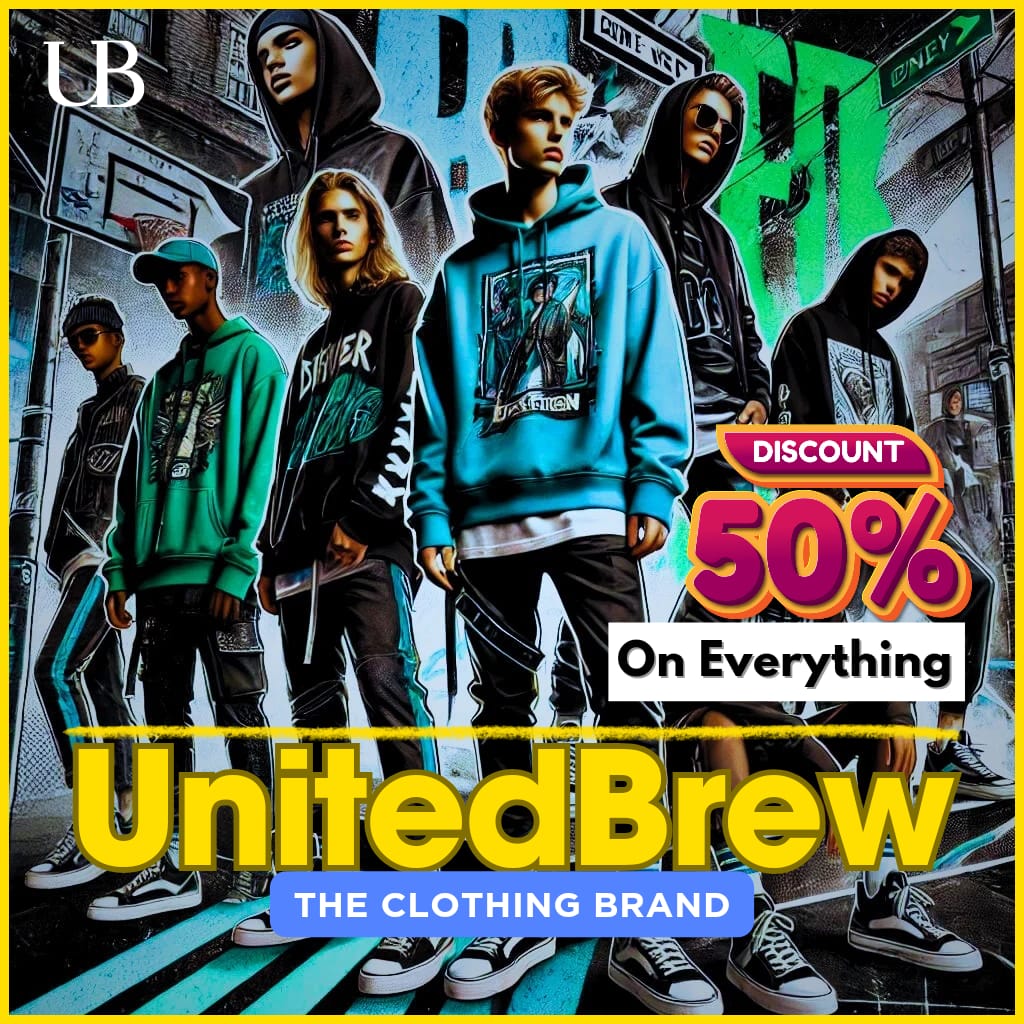 UB
DISCOUNT
50%
On Everything
UnitedBrew
THE CLOTHING BRAND